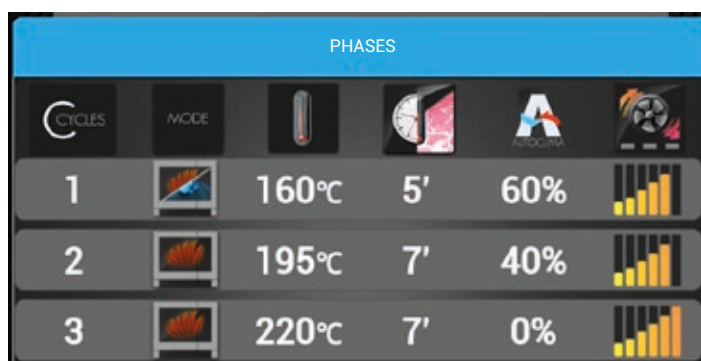 PHASES
CYCLES MODE AUTOCLIMA
1 160°C 5' 60%
2 195°C 7' 40%
3 220°C 7' 0%